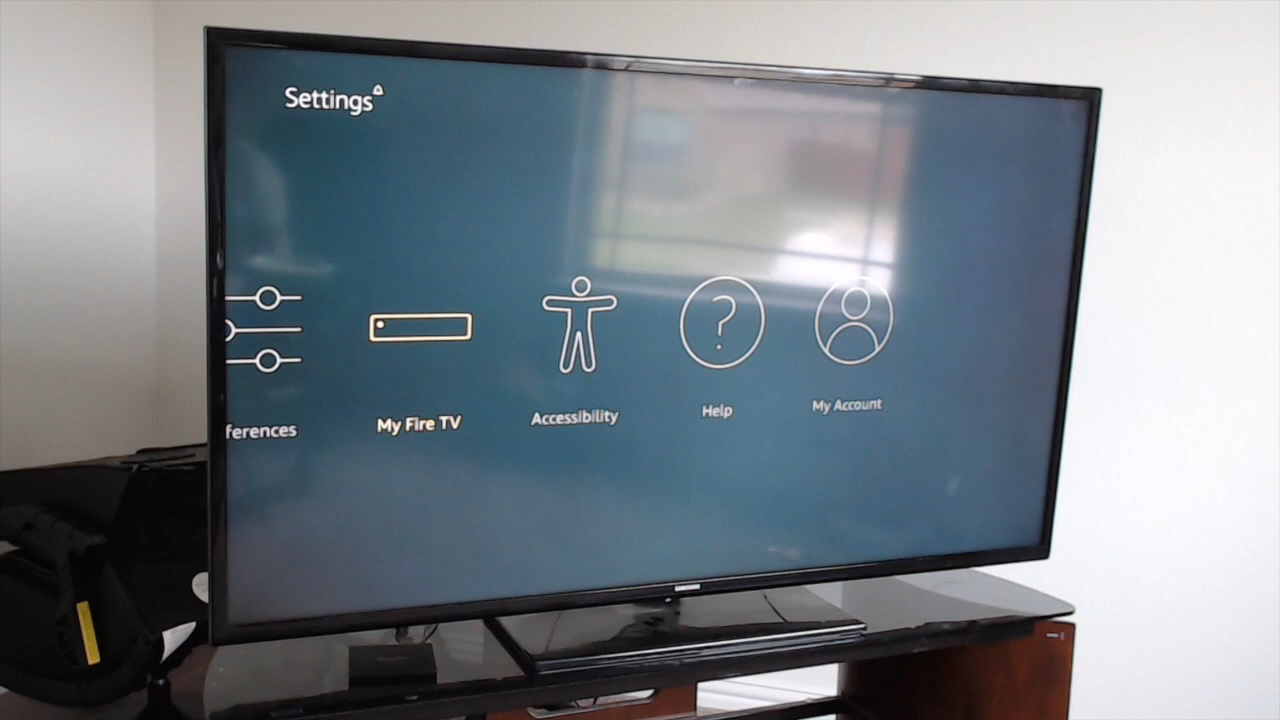 Settings
ferences
My Fire TV
Accessibility
Help
My Account